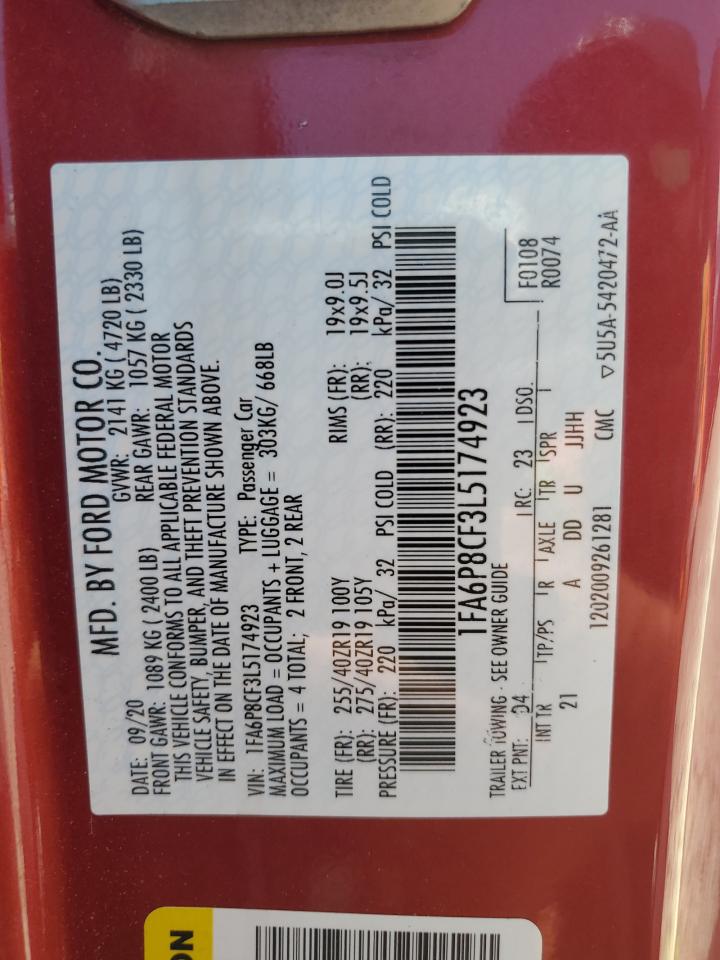 MFD. BY FORD MOTOR CO.
DATE: 09/20 GVWR: 2141 KG ( 4720 LB)
FRONT GAWR: 1089 KG ( 2400 LB) REAR GAWR: 1057 KG ( 2330 LB)
THIS VEHICLE CONFORMS TO ALL APPLICABLE FEDERAL MOTOR
VEHICLE SAFETY, BUMPER, AND THEFT PREVENTION STANDARDS
IN EFFECT ON THE DATE OF MANUFACTURE SHOWN ABOVE.
VIN: 1FA6P8CF3L5174923 TYPE: Passenger Car
MAXIMUM LOAD = OCCUPANTS + LUGGAGE = 303KG/ 668LB
OCCUPANTS = 4 TOTAL; 2 FRONT, 2 REAR
TIRE (FR): 255/40ZR19 100Y RIMS (FR): 19x9.0J
(RR): 275/40ZR19 105Y (RR): 19x9.5J
PRESSURE (FR): 220 kPa/ 32 PSI COLD (RR): 220 kPa/ 32 PSI COLD
1FA6P8CF3L5174923
TRAILER TOWING - SEE OWNER GUIDE F0108
EXT PNT: D4 RC: 23 DSO: R0074
INT TR TP/PS R AXLE TR SPR
21 A DD U JJHH
1202009261281 CMC ▽5U5A-5420472-AA
ON